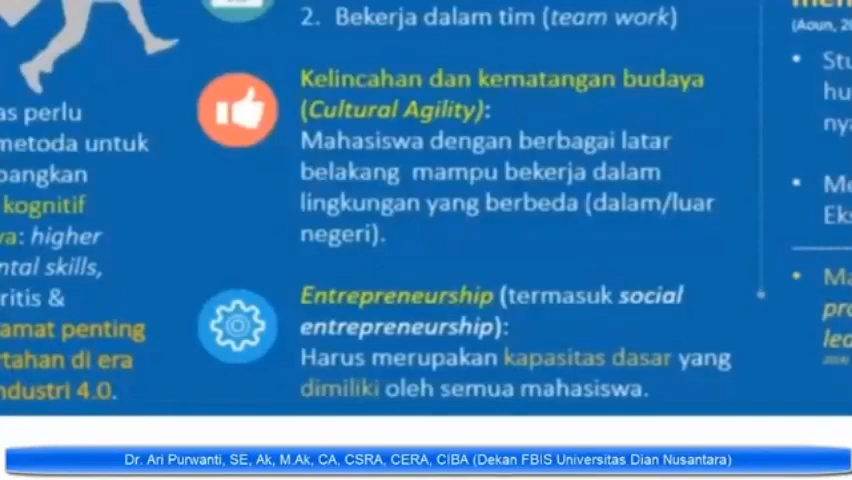 2. Bekerja dalam tim (team work)
Kelincahan dan kematangan budaya
(Cultural Agility):
Mahasiswa dengan berbagai latar
belakang mampu bekerja dalam
lingkungan yang berbeda (dalam/luar
negeri).
Entrepreneurship (termasuk social
entrepreneurship):
Harus merupakan kapasitas dasar yang
dimiliki oleh semua mahasiswa.
as perlu
metoda untuk
bangkan
kognitif
ya: higher
ntal skills,
ritis &
amat penting
rtahan di era
ndustri 4.0.
(Aoun, 20
• Stu
hu
nya
• Me
Eks
• Ma
pro
lea
Dr. Ari Purwanti, SE, Ak, M.Ak, CA, CSRA, CERA, CIBA (Dekan FBIS Universitas Dian Nusantara)